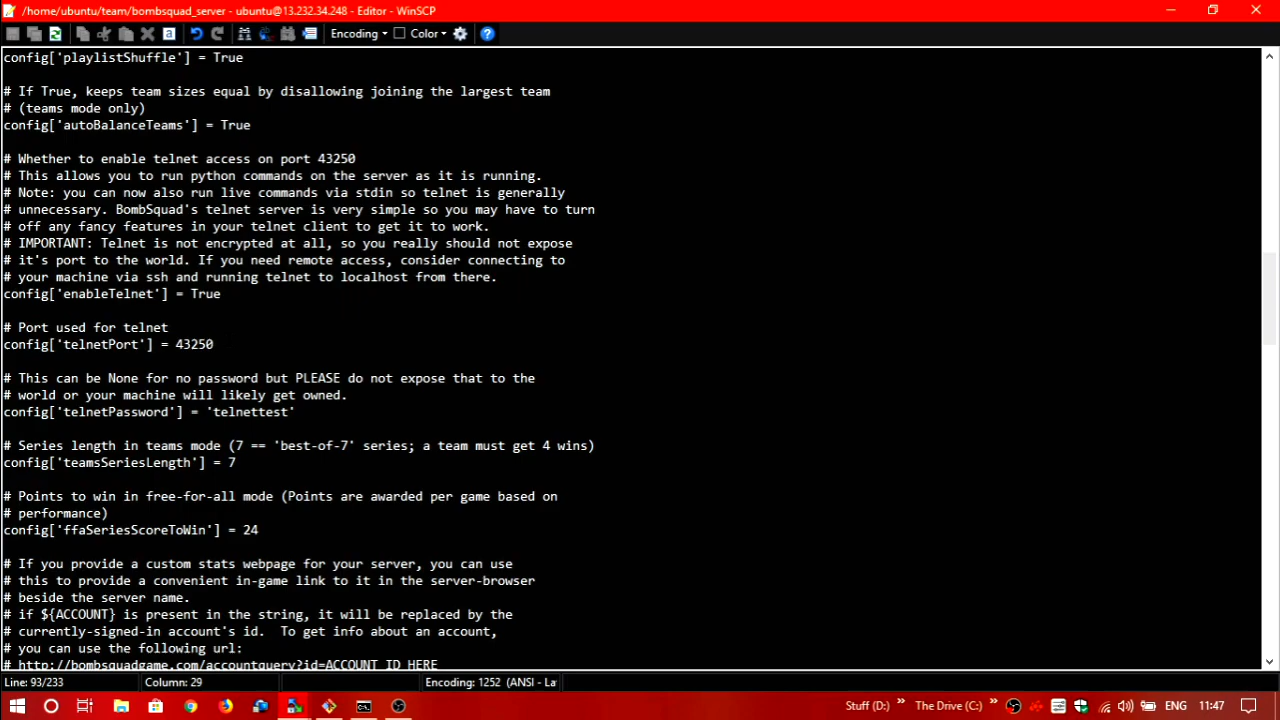 /home/ubuntu/team/bombsquad_server - ubuntu@13.232.34.248 - Editor - WinSCP
Encoding
Color
config['playlistShuffle'] = True
# If True, keeps team sizes equal by disallowing joining the largest team
# (teams mode only)
config['autoBalanceTeams'] = True
# Whether to enable telnet access on port 43250
# This allows you to run python commands on the server as it is running.
# Note: you can now also run live commands via stdin so telnet is generally
# unnecessary. BombSquad's telnet server is very simple so you may have to turn
# off any fancy features in your telnet client to get it to work.
# IMPORTANT: Telnet is not encrypted at all, so you really should not expose
# it's port to the world. If you need remote access, consider connecting to
# your machine via ssh and running telnet to localhost from there.
config['enableTelnet'] = True
# Port used for telnet
config['telnetPort'] = 43250
# This can be None for no password but PLEASE do not expose that to the
# world or your machine will likely get owned.
config['telnetPassword'] = 'telnettest'
# Series length in teams mode (7 == 'best-of-7' series; a team must get 4 wins)
config['teamsSeriesLength'] = 7
# Points to win in free-for-all mode (Points are awarded per game based on
# performance)
config['ffaSeriesScoreToWin'] = 24
# If you provide a custom stats webpage for your server, you can use
# this to provide a convenient in-game link to it in the server-browser
# beside the server name.
# if ${ACCOUNT} is present in the string, it will be replaced by the
# currently-signed-in account's id.  To get info about an account,
# you can use the following url:
# http://bombsquadgame.com/accountquery?id=ACCOUNT_ID_HERE
Line: 93/233
Column: 29
Encoding: 1252  (ANSI - La
Stuff (D:)
The Drive (C:)
ENG
11:47